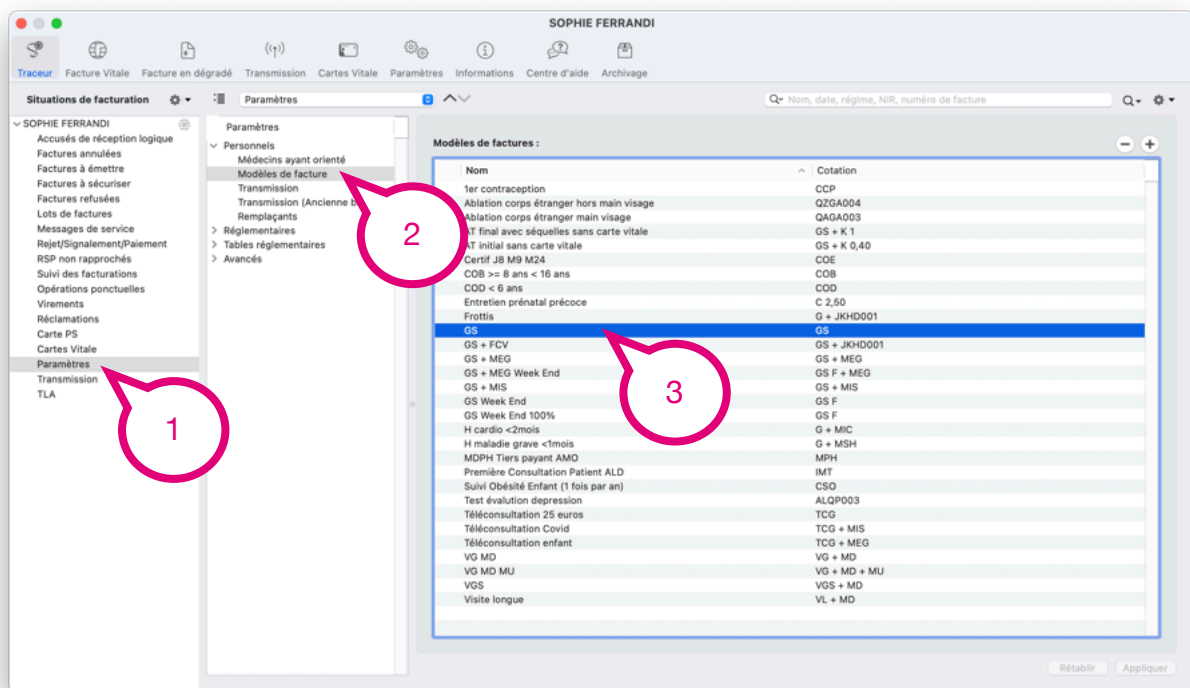 SOPHIE FERRANDI
Traceur Facture Vitale Facture en dégradé Transmission Cartes Vitale Paramètres Informations Centre d'aide Archivage
Situations de facturation Paramètres Nom, date, régime, NIR, numéro de facture
SOPHIE FERRANDI
Accusés de réception logique
Factures annulées
Factures à émettre
Factures à sécuriser
Factures refusées
Lots de factures
Messages de service
Rejet/Signalement/Paiement
RSP non rapprochés
Suivi des facturations
Opérations ponctuelles
Virements
Réclamations
Carte PS
Cartes Vitale
Paramètres
Transmission
TLA
1
Paramètres
Personnels
Médecins ayant orienté
Modèles de facture
Transmission
Transmission (Ancienne b
Remplaçants
Réglementaires
Tables réglementaires
Avancés
2
Modèles de factures :
Nom Cotation
1er contraception CCP
Ablation corps étranger hors main visage QZGA004
Ablation corps étranger main visage QAGA003
AT final avec séquelles sans carte vitale GS + K 1
AT initial sans carte vitale GS + K 0,40
Certif J8 M9 M24 COE
COB >= 8 ans < 16 ans COB
COD < 6 ans COD
Entretien prénatal précoce C 2,50
Frottis G + JKHD001
GS GS
GS + FCV GS + JKHD001
GS + MEG GS + MEG
GS + MEG Week End GS F + MEG
GS + MIS GS + MIS
GS Week End GS F
GS Week End 100% GS F
H cardio <2mois G + MIC
H maladie grave <1mois G + MSH
MDPH Tiers payant AMO MPH
Première Consultation Patient ALD IMT
Suivi Obésité Enfant (1 fois par an) CSO
Test évalution depression ALQP003
Téléconsultation 25 euros TCG
Téléconsultation Covid TCG + MIS
Téléconsultation enfant TCG + MEG
VG MD VG + MD
VG MD MU VG + MD + MU
VGS VGS + MD
Visite longue VL + MD
3
Rétablir Appliquer